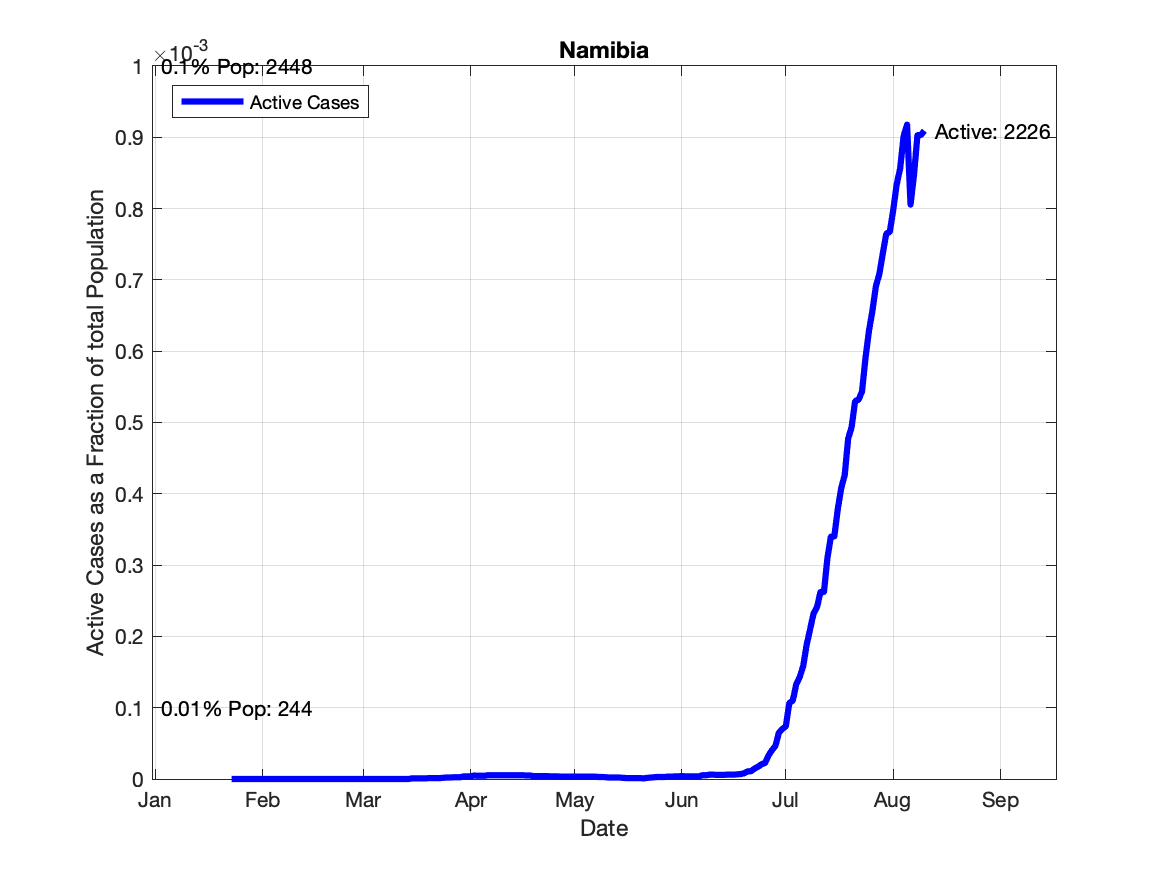 Namibia
×10-3
0.1% Pop: 2448
Active Cases
Active: 2226
0.01% Pop: 244
Active Cases as a Fraction of total Population
1
0.9
0.8
0.7
0.6
0.5
0.4
0.3
0.2
0.1
0
Jan Feb Mar Apr May Jun Jul Aug Sep
Date